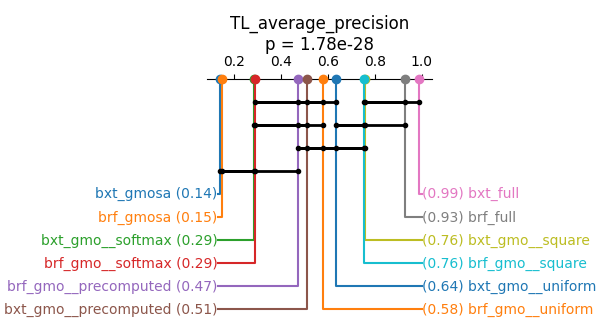 TL_average_precision
p = 1.78e-28
0.2 0.4 0.6 0.8 1.0
bxt_gmosa (0.14) (0.99) bxt_full
brf_gmosa (0.15) (0.93) brf_full
bxt_gmo__softmax (0.29) (0.76) bxt_gmo__square
brf_gmo__softmax (0.29) (0.76) brf_gmo__square
brf_gmo__precomputed (0.47) (0.64) bxt_gmo__uniform
bxt_gmo__precomputed (0.51) (0.58) brf_gmo__uniform